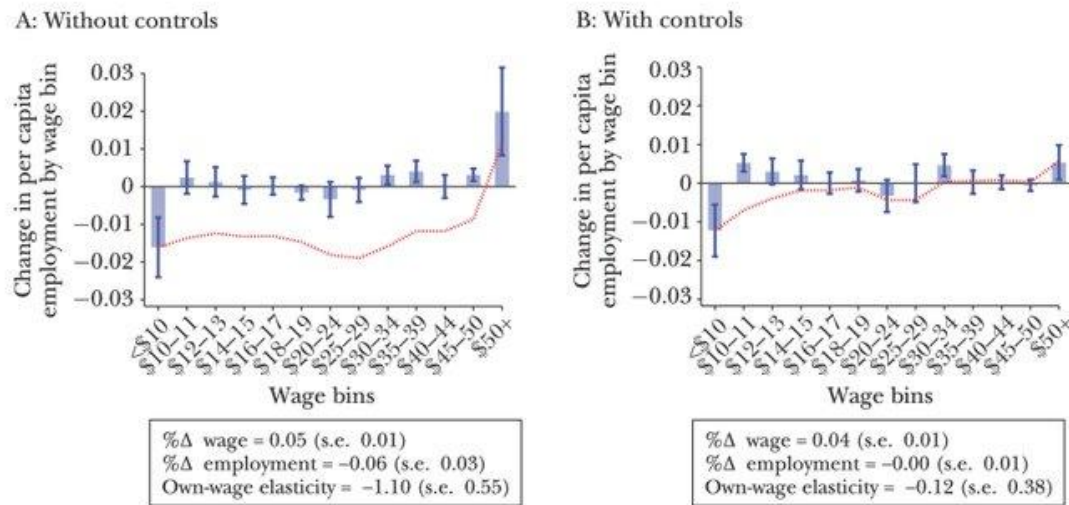 A: Without controls
Change in per capita
employment by wage bin
0.03
0.02
0.01
0
−0.01
−0.02
−0.03
<$10
$10–11
$12–13
$14–15
$16–17
$18–19
$20–24
$25–29
$30–34
$35–39
$40–44
$45–50
$50+
Wage bins
%Δ wage = 0.05 (s.e. 0.01)
%Δ employment = −0.06 (s.e. 0.03)
Own-wage elasticity = −1.10 (s.e. 0.55)
B: With controls
Change in per capita
employment by wage bin
0.03
0.02
0.01
0
−0.01
−0.02
−0.03
<$10
$10–11
$12–13
$14–15
$16–17
$18–19
$20–24
$25–29
$30–34
$35–39
$40–44
$45–50
$50+
Wage bins
%Δ wage = 0.04 (s.e. 0.01)
%Δ employment = −0.00 (s.e. 0.01)
Own-wage elasticity = −0.12 (s.e. 0.38)